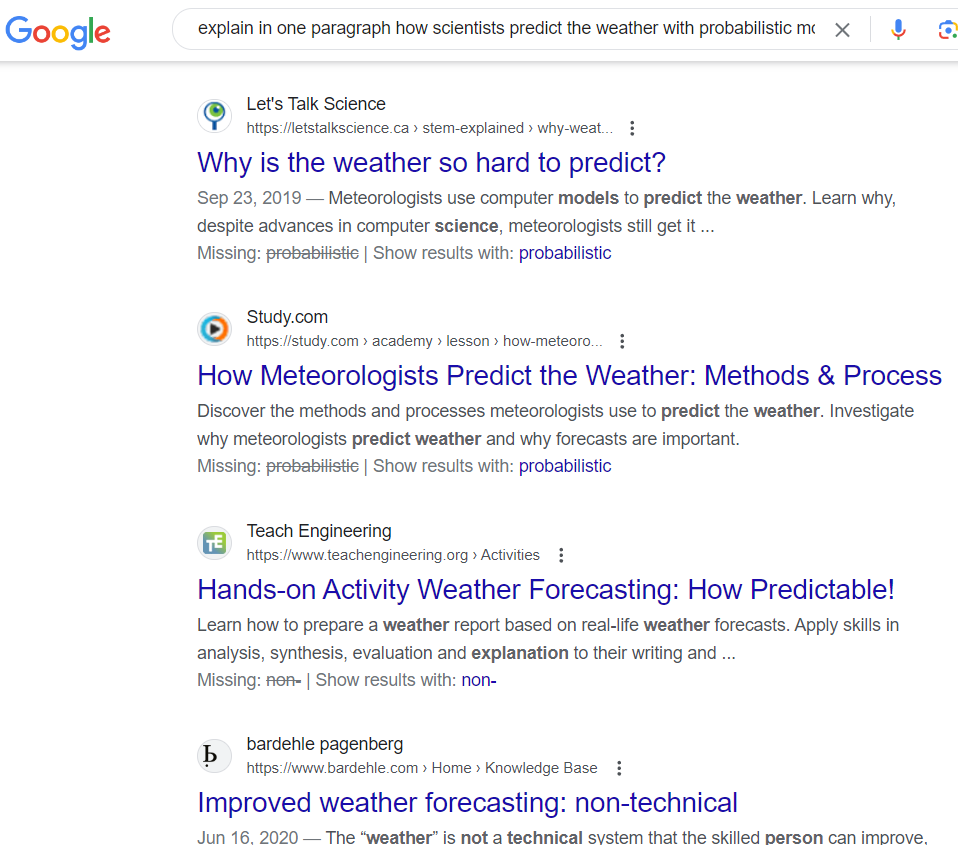 Google
explain in one paragraph how scientists predict the weather with probabilistic mo
Let's Talk Science
https://letstalkscience.ca › stem-explained › why-weat...
Why is the weather so hard to predict?
Sep 23, 2019 — Meteorologists use computer models to predict the weather. Learn why,
despite advances in computer science, meteorologists still get it ...
Missing: probabilistic | Show results with: probabilistic
Study.com
https://study.com › academy › lesson › how-meteoro...
How Meteorologists Predict the Weather: Methods & Process
Discover the methods and processes meteorologists use to predict the weather. Investigate
why meteorologists predict weather and why forecasts are important.
Missing: probabilistic | Show results with: probabilistic
TE
Teach Engineering
https://www.teachengineering.org › Activities
Hands-on Activity Weather Forecasting: How Predictable!
Learn how to prepare a weather report based on real-life weather forecasts. Apply skills in
analysis, synthesis, evaluation and explanation to their writing and ...
Missing: non- | Show results with: non-
bardehle pagenberg
https://www.bardehle.com › Home › Knowledge Base
Improved weather forecasting: non-technical
Jun 16, 2020 — The “weather” is not a technical system that the skilled person can improve,